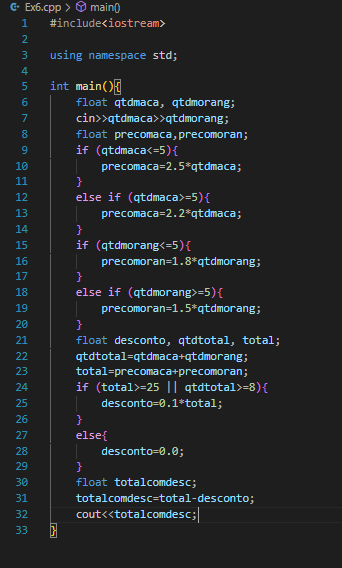 Ex6.cpp > main()
1 #include<iostream>
2
3 using namespace std;
4
5 int main(){
6     float qtdmaca, qtdmorang;
7     cin>>qtdmaca>>qtdmorang;
8     float precomaca,precomoran;
9     if (qtdmaca<=5){
10         precomaca=2.5*qtdmaca;
11     }
12     else if (qtdmaca>=5){
13         precomaca=2.2*qtdmaca;
14     }
15     if (qtdmorang<=5){
16         precomoran=1.8*qtdmorang;
17     }
18     else if (qtdmorang>=5){
19         precomoran=1.5*qtdmorang;
20     }
21     float desconto, qtdtotal, total;
22     qtdtotal=qtdmaca+qtdmorang;
23     total=precomaca+precomoran;
24     if (total>=25 || qtdtotal>=8){
25         desconto=0.1*total;
26     }
27     else{
28         desconto=0.0;
29     }
30     float totalcomdesc;
31     totalcomdesc=total-desconto;
32     cout<<totalcomdesc;
33 }